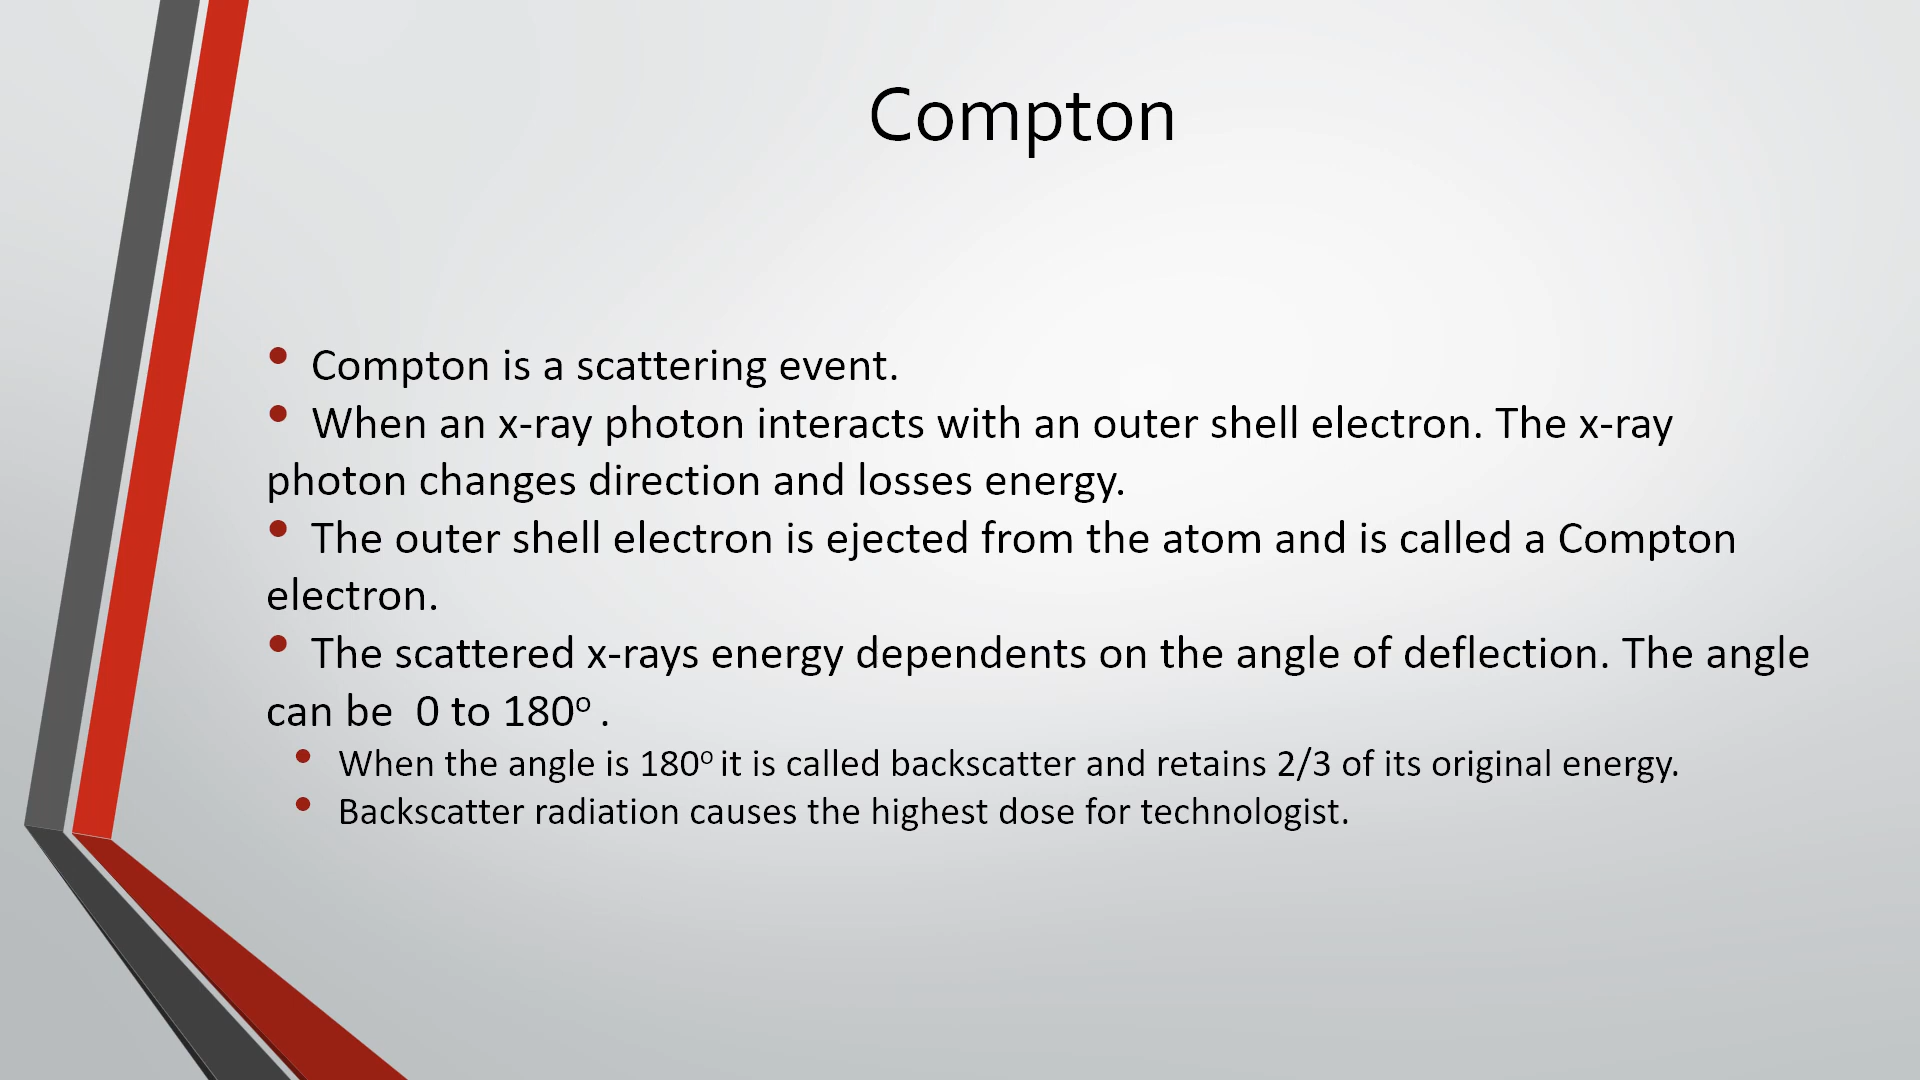 Compton
• Compton is a scattering event.
• When an x-ray photon interacts with an outer shell electron. The x-ray
photon changes direction and losses energy.
• The outer shell electron is ejected from the atom and is called a Compton
electron.
• The scattered x-rays energy dependents on the angle of deflection. The angle
can be  0 to 180º .
• When the angle is 180º it is called backscatter and retains 2/3 of its original energy.
• Backscatter radiation causes the highest dose for technologist.